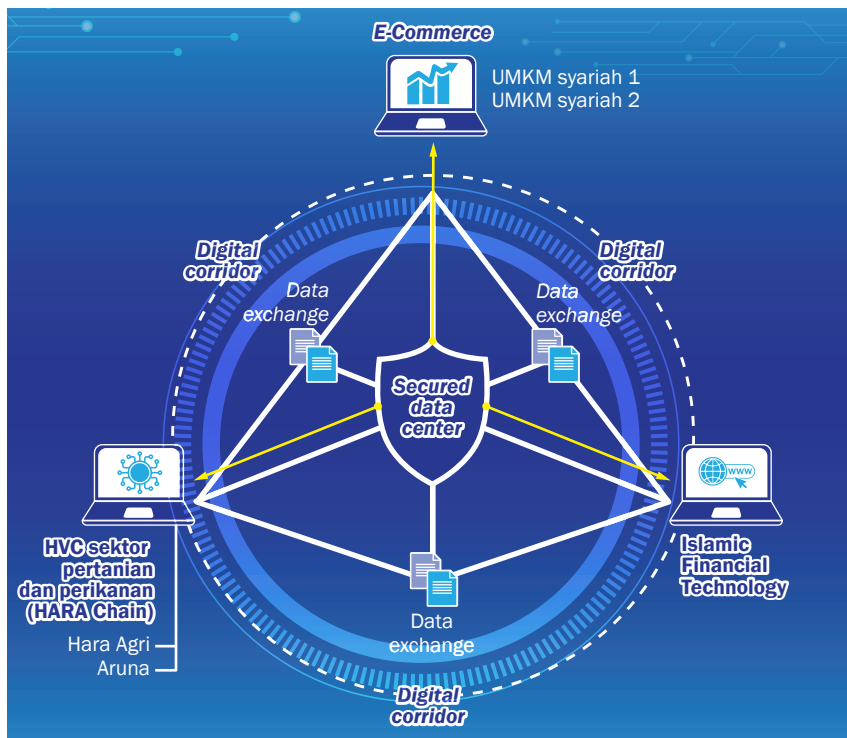 E-Commerce
UMKM syariah 1
UMKM syariah 2
Digital
corridor
Digital
corridor
Data
exchange
Data
exchange
Secured
data
center
WWW
HVC sektor
pertanian
dan perikanan
(HARA Chain)
Hara Agri
Aruna
Islamic
Financial
Technology
Data
exchange
Digital
corridor